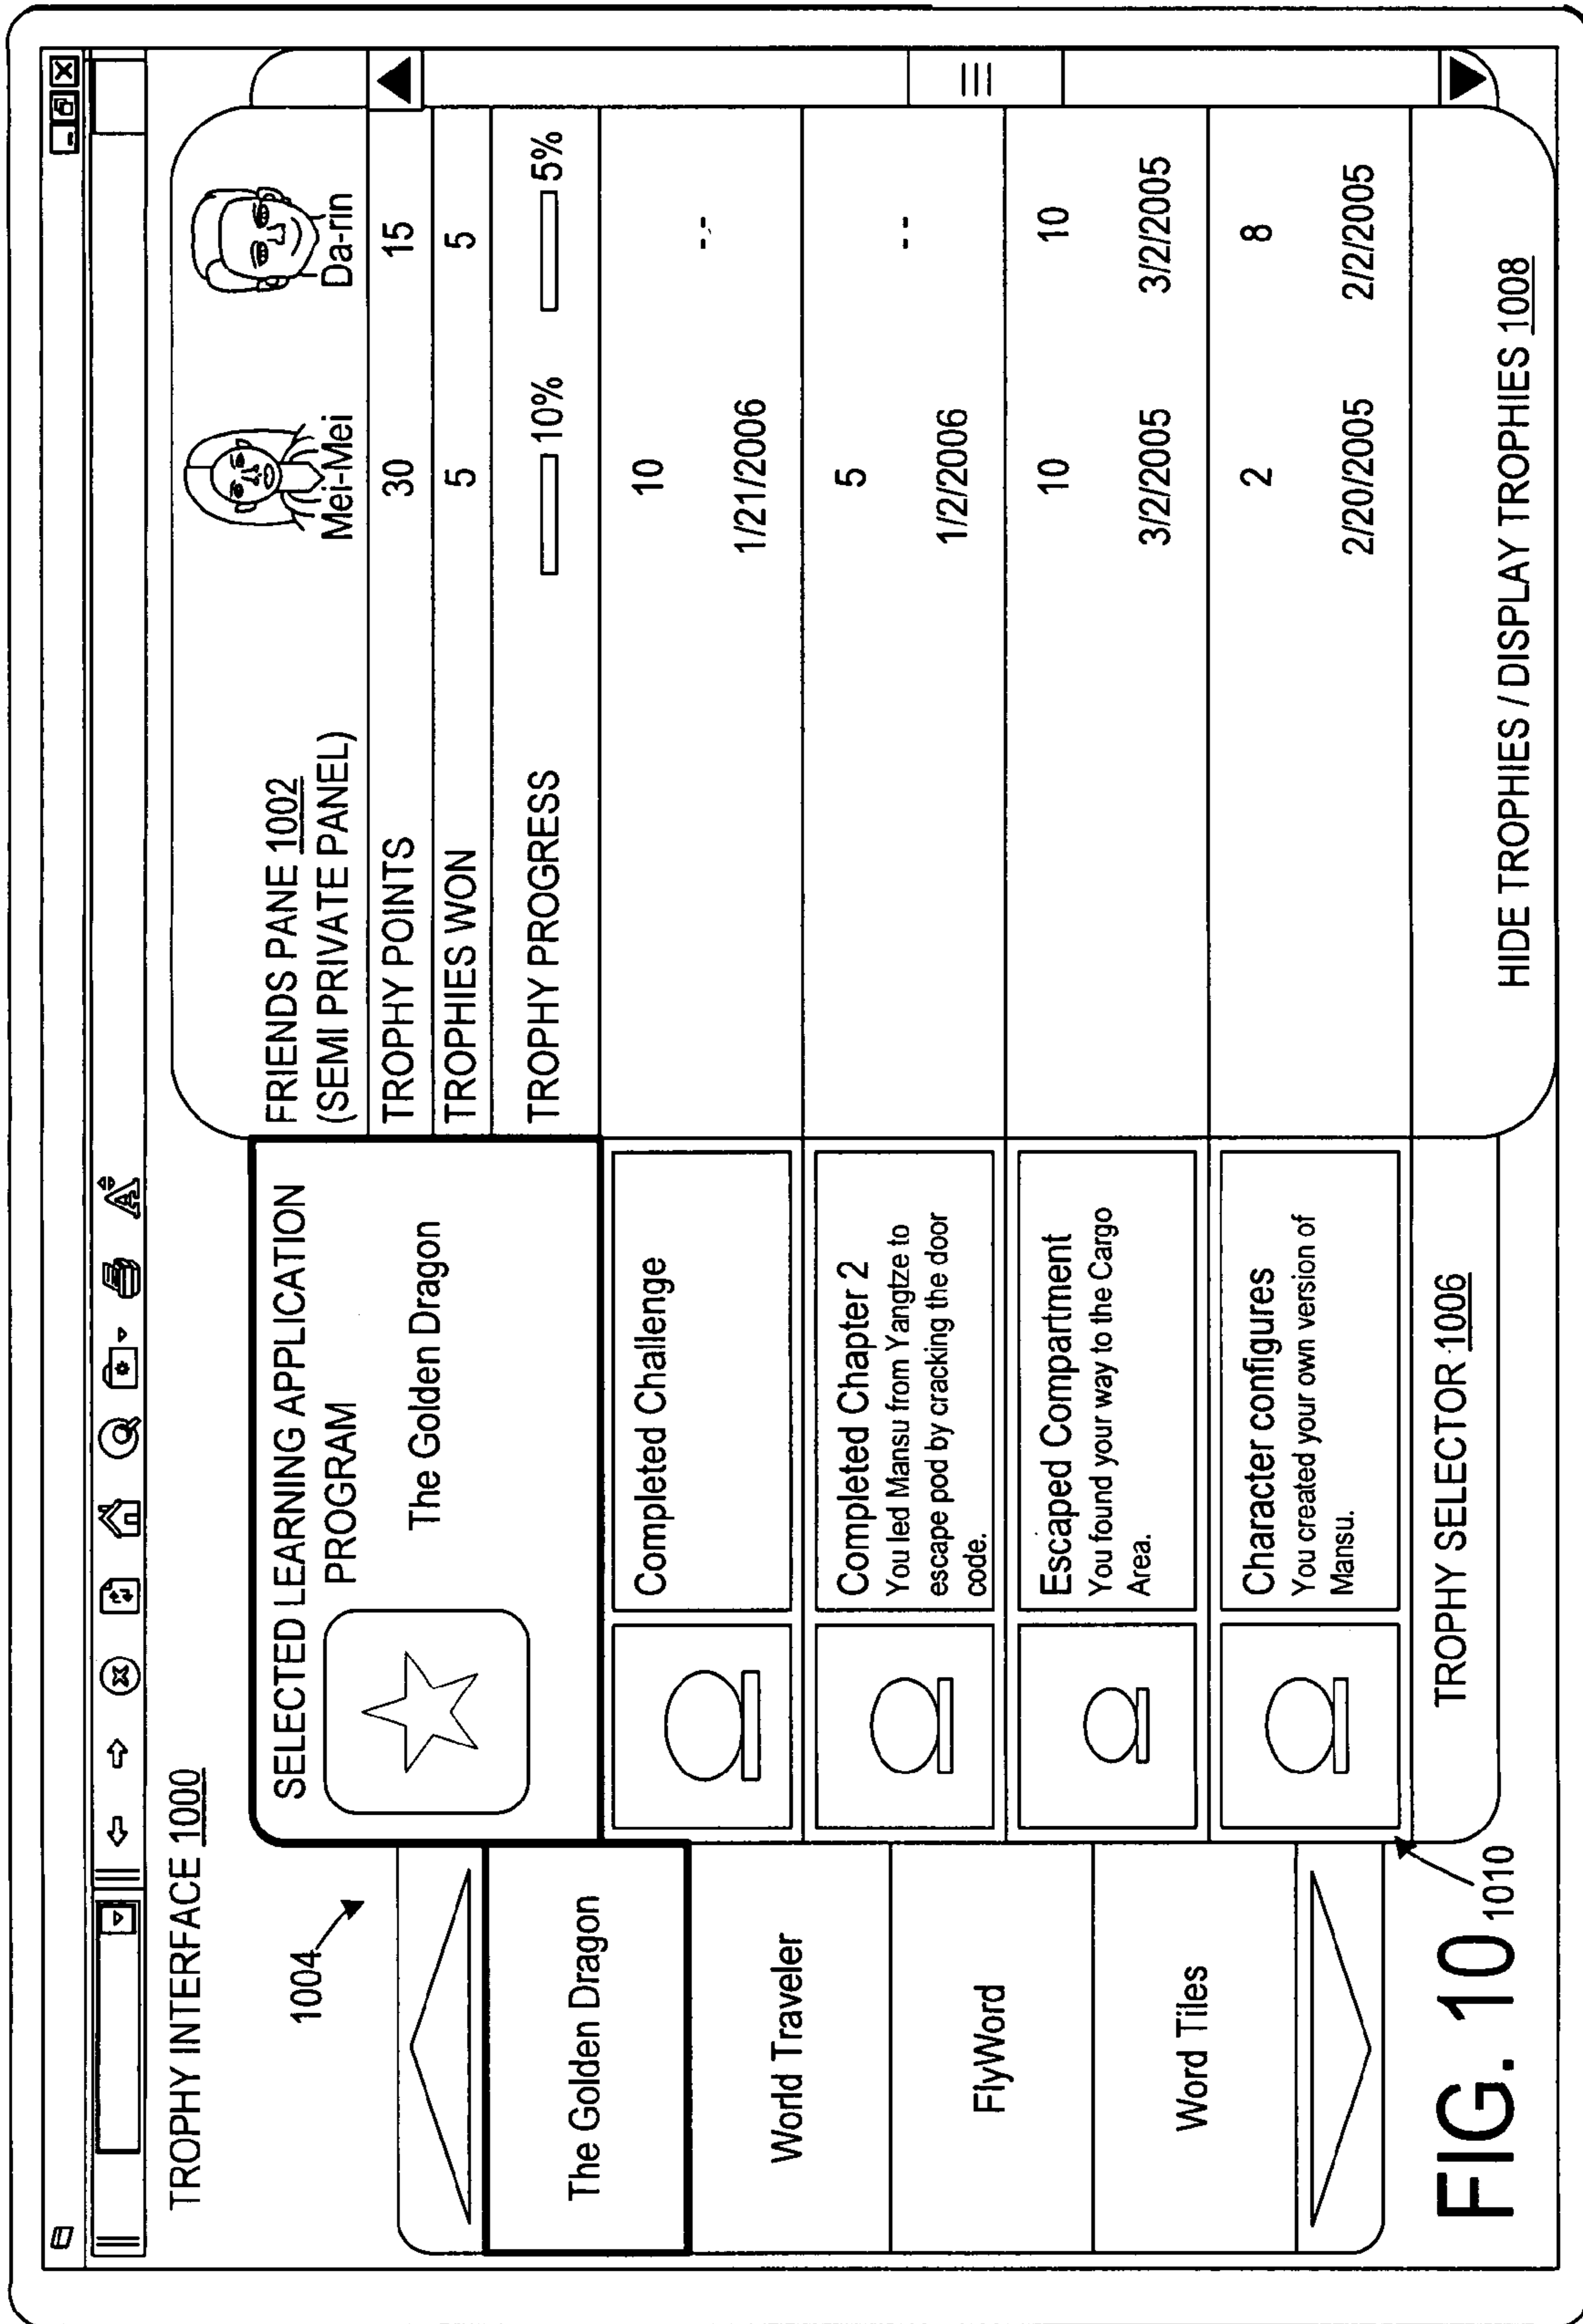 TROPHY INTERFACE 1000
1004
The Golden Dragon
World Traveler
FlyWord
Word Tiles
SELECTED LEARNING APPLICATION
PROGRAM
The Golden Dragon
FRIENDS PANE 1002
(SEMI PRIVATE PANEL)
Mei-Mei
Da-rin
TROPHY POINTS 30 15
TROPHIES WON 5 5
TROPHY PROGRESS 10% 5%
Completed Challenge
10 --
1/21/2006
Completed Chapter 2
You led Mansu from Yangtze to
escape pod by cracking the door
code.
5 --
1/2/2006
Escaped Compartment
You found your way to the Cargo
Area.
10 10
3/2/2005 3/2/2005
Character configures
You created your own version of
Mansu.
2 8
2/20/2005 2/2/2005
TROPHY SELECTOR 1006
HIDE TROPHIES / DISPLAY TROPHIES 1008
1010
FIG. 10